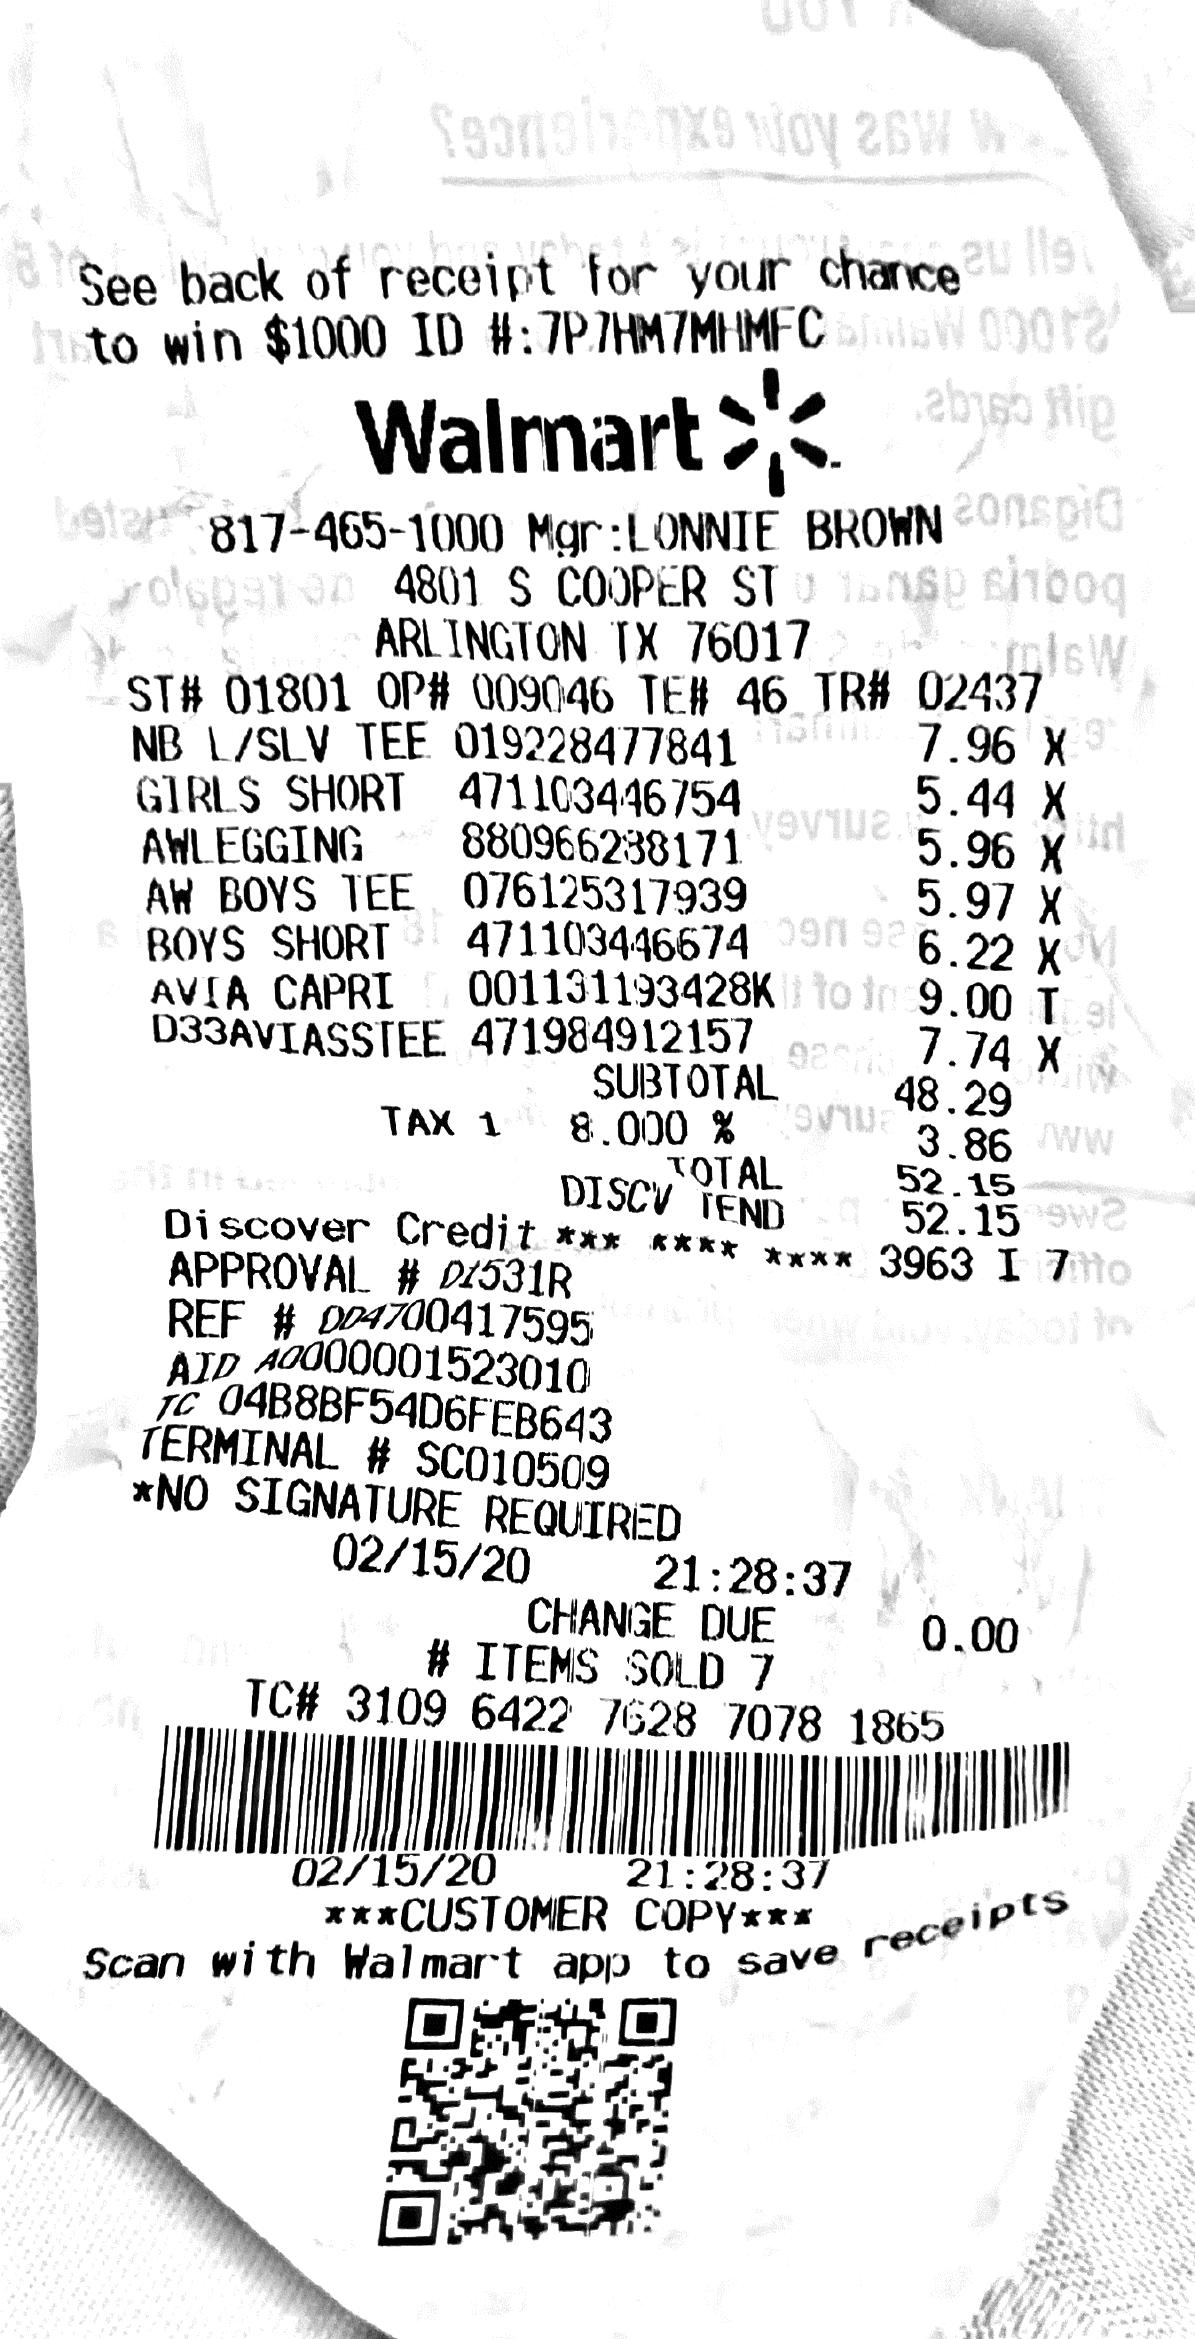 See back of receipt for your chance
to win $1000 ID #:7P7HM7MHMFC
Walmart
817-465-1000 Mgr:LONNIE BROWN
4801 S COOPER ST
ARLINGTON TX 76017
ST# 01801 OP# 009046 TE# 46 TR# 02437
NB L/SLV TEE 019228477841 7.96 X
GIRLS SHORT 471103446754 5.44 X
AWLEGGING 880966238171 5.96 X
AW BOYS TEE 076125317939 5.97 X
BOYS SHORT 471103446674 6.22 X
AVIA CAPRI 001131193428K 9.00 T
D33AVIASSTEE 471984912157 7.74 X
SUBTOTAL 48.29
TAX 1 8.000 % 3.86
TOTAL 52.15
DISCV TEND 52.15
Discover Credit *** **** **** 3963 I 7
APPROVAL # D1531R
REF # 004700417595
AID A0000001523010
TC 04B8BF54D6FEB643
TERMINAL # SC010509
*NO SIGNATURE REQUIRED
02/15/20 21:28:37
CHANGE DUE 0.00
# ITEMS SOLD 7
TC# 3109 6422 7628 7078 1865
02/15/20 21:28:37
***CUSTOMER COPY***
Scan with Walmart app to save receipts